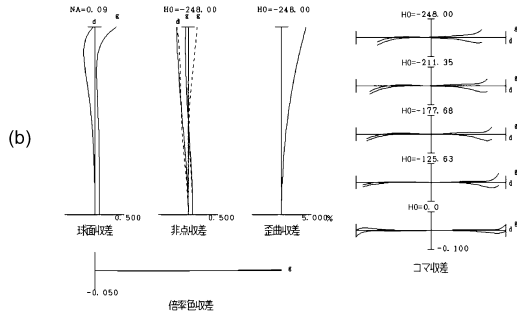 (b)
NA=0.09
d
g
0.500
球面収差
H0=-248.00
d
g
g
0.500
非点収差
H0=-248.00
5.000%
歪曲収差
-0.050
g
倍率色収差
H0=-248.00
g
d
H0=-211.35
g
d
H0=-177.68
g
d
H0=-125.63
g
d
H0=0.0
g
d
-0.100
コマ収差